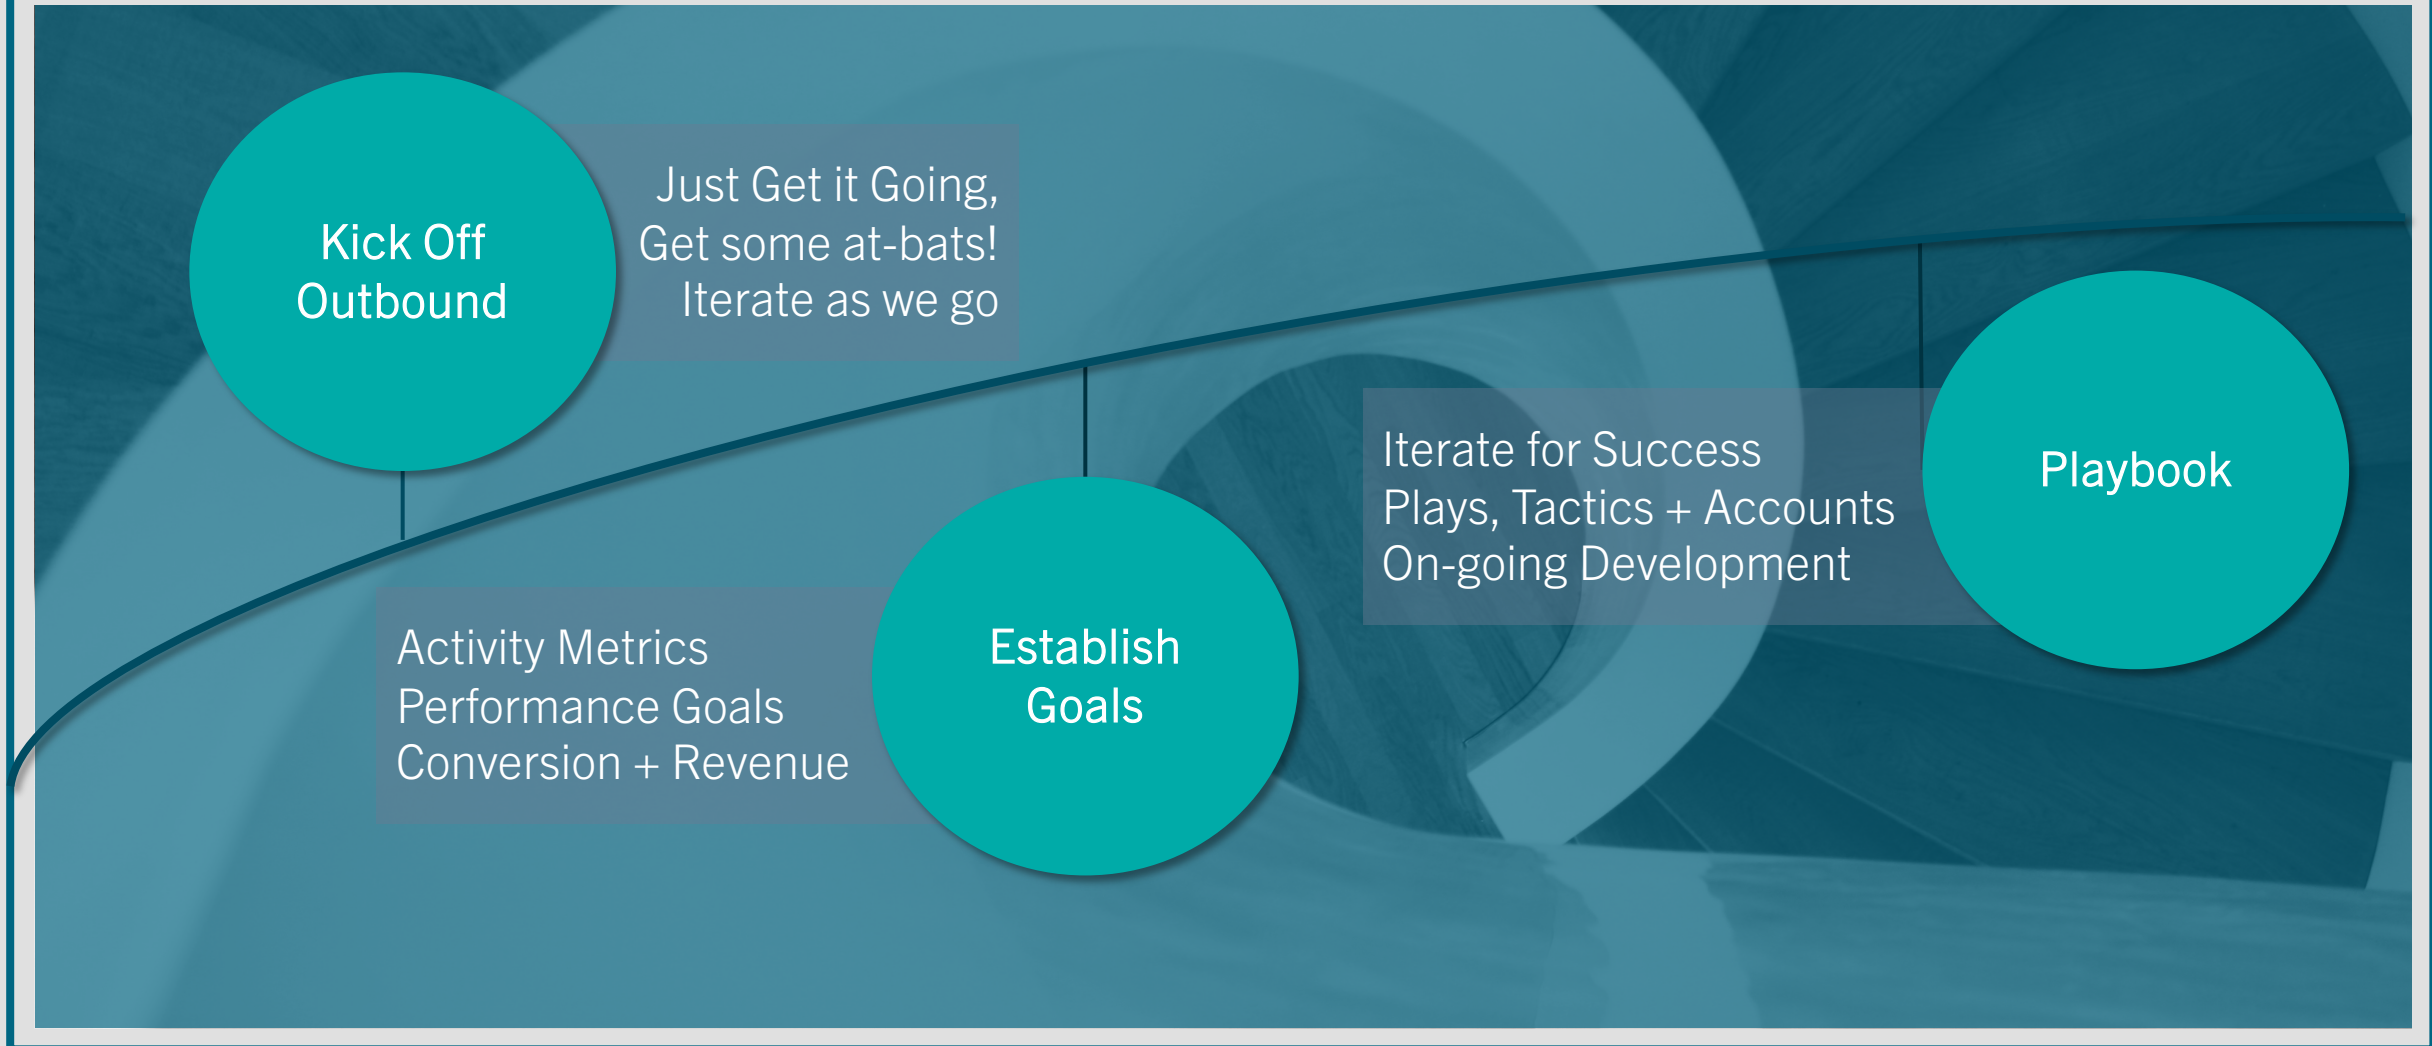 Kick Off
Outbound
Just Get it Going,
Get some at-bats!
Iterate as we go
Activity Metrics
Performance Goals
Conversion + Revenue
Establish
Goals
Iterate for Success
Plays, Tactics + Accounts
On-going Development
Playbook